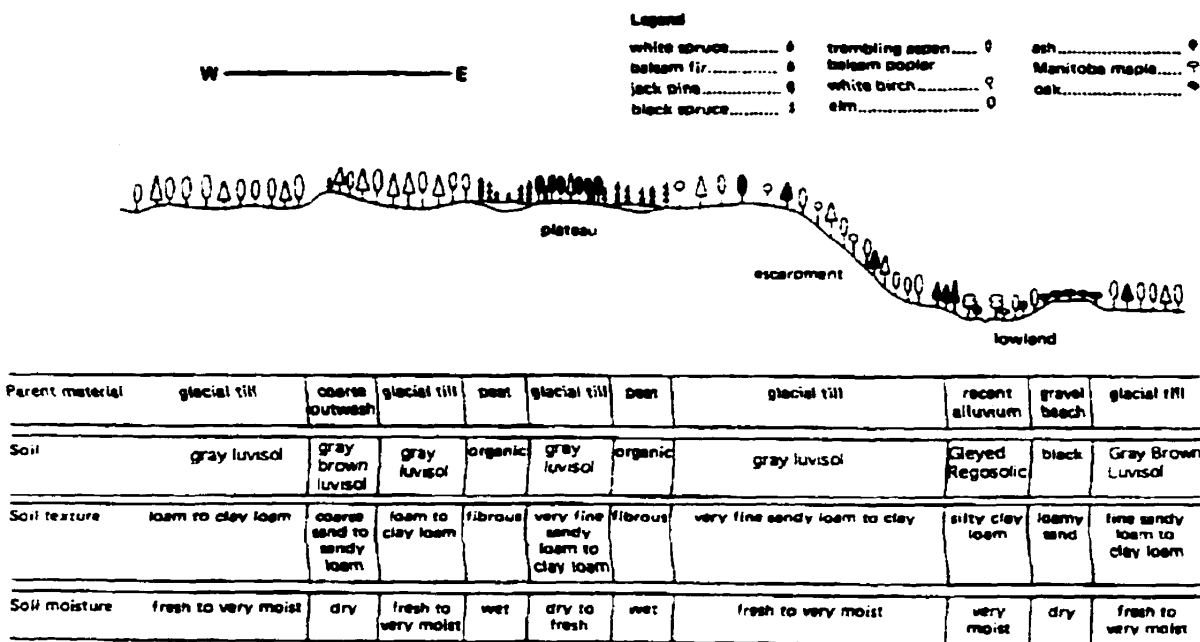 Legend
white spruce.......... trembling aspen..... ash....................
balsam fir.............. balsam poplar Manitoba maple.....
jack pine............... white birch........... oak....................
black spruce.......... elm....................
W E
plateau
escarpment
lowland
Parent material glacial till coarse outwash glacial till peat glacial till peat glacial till recent alluvium gravel beach glacial till
Soil gray luvisol gray brown luvisol gray luvisol organic gray luvisol organic gray luvisol Gleyed Regosolic black Gray Brown Luvisol
Soil texture loam to clay loam coarse sand to sandy loam loam to clay loam fibrous very fine sandy loam to clay loam fibrous very fine sandy loam to clay silty clay loam loamy sand fine sandy loam to clay loam
Soil moisture fresh to very moist dry fresh to very moist wet dry to fresh wet fresh to very moist very moist dry fresh to very moist